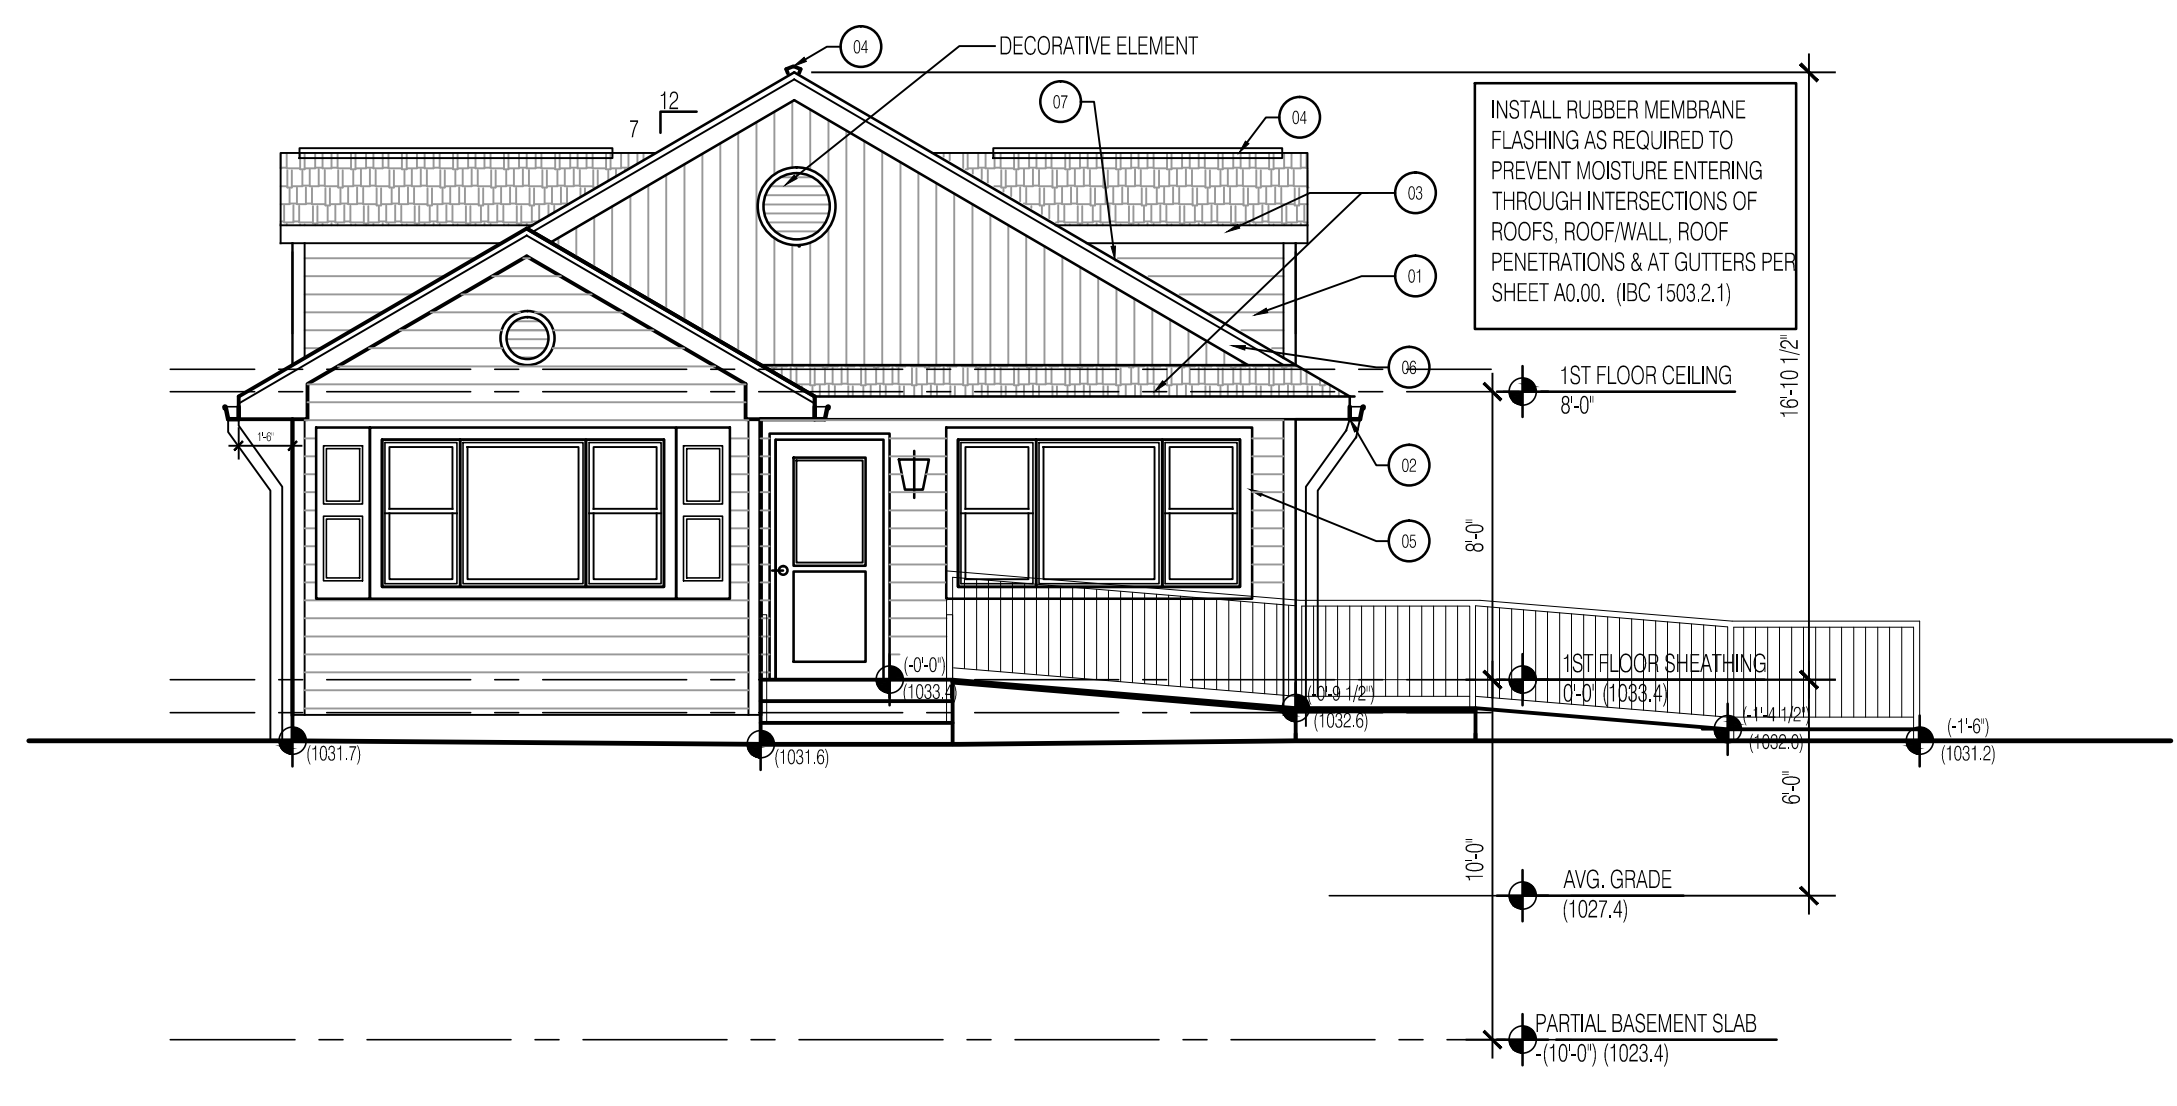 04
DECORATIVE ELEMENT
12
7
07
04
INSTALL RUBBER MEMBRANE
FLASHING AS REQUIRED TO
PREVENT MOISTURE ENTERING
THROUGH INTERSECTIONS OF
ROOFS, ROOF/WALL, ROOF
PENETRATIONS & AT GUTTERS PER
SHEET A0.00. (IBC 1503.2.1)
03
01
06
16'-10 1/2"
1ST FLOOR CEILING
8'-0"
1'-6"
02
05
8'-0"
(-0'-0")
(1033.4)
1ST FLOOR SHEATHING
0'-0' (1033.4)
(-0'-9 1/2")
(1032.6)
(-1'-4 1/2")
(1032.0)
(-1'-6")
(1031.2)
(1031.7)
(1031.6)
6'-0"
10'-0"
AVG. GRADE
(1027.4)
PARTIAL BASEMENT SLAB
-(10'-0") (1023.4)